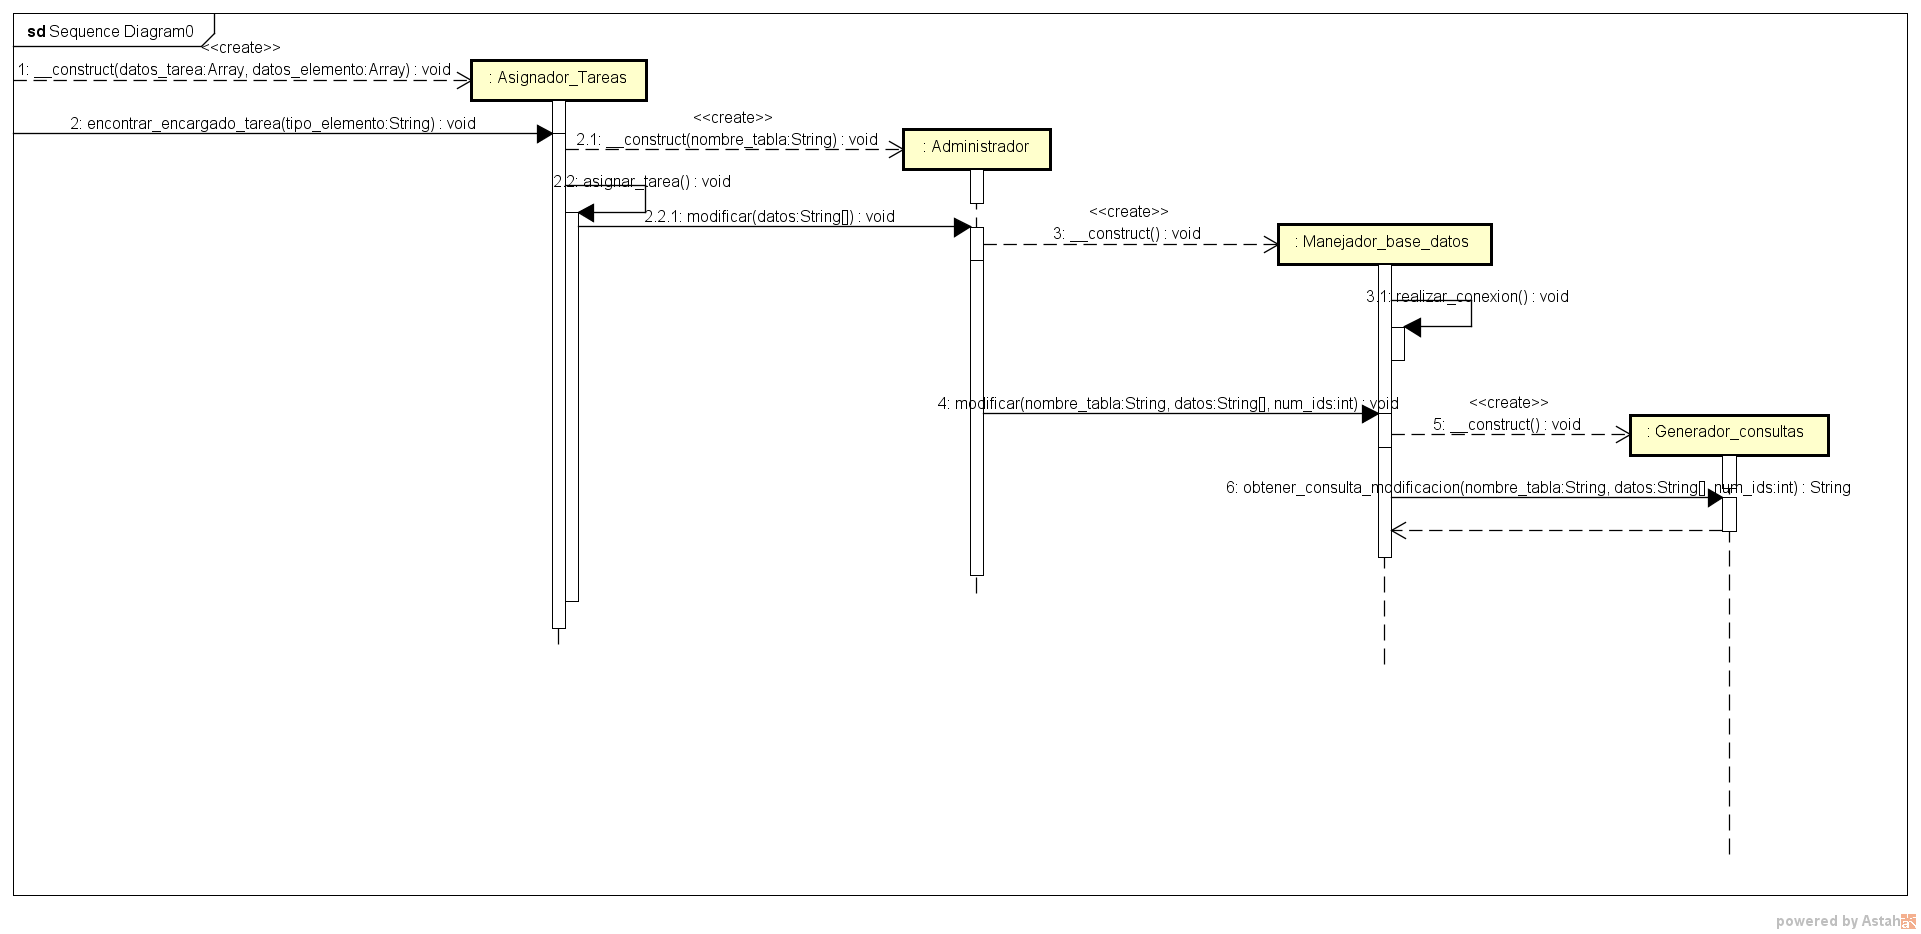 sd Sequence Diagram0
<<create>>
1: __construct(datos_tarea:Array, datos_elemento:Array) : void
: Asignador_Tareas
2: encontrar_encargado_tarea(tipo_elemento:String) : void
<<create>>
2.1: __construct(nombre_tabla:String) : void
: Administrador
2.2: asignar_tarea() : void
2.2.1: modificar(datos:String[]) : void
<<create>>
3: __construct() : void
: Manejador_base_datos
3.1: realizar_conexion() : void
4: modificar(nombre_tabla:String, datos:String[], num_ids:int) : void
<<create>>
5: __construct() : void
: Generador_consultas
6: obtener_consulta_modificacion(nombre_tabla:String, datos:String[], num_ids:int) : String
powered by Astah